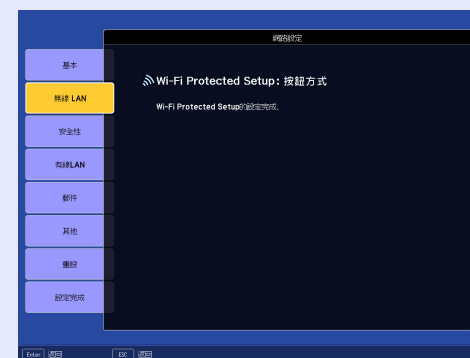 網路設定
基本
無線 LAN
安全性
有線LAN
郵件
其他
重設
設定完成
Wi-Fi Protected Setup: 按鈕方式
Wi-Fi Protected Setup的設定完成。
Enter 返回
ESC 返回